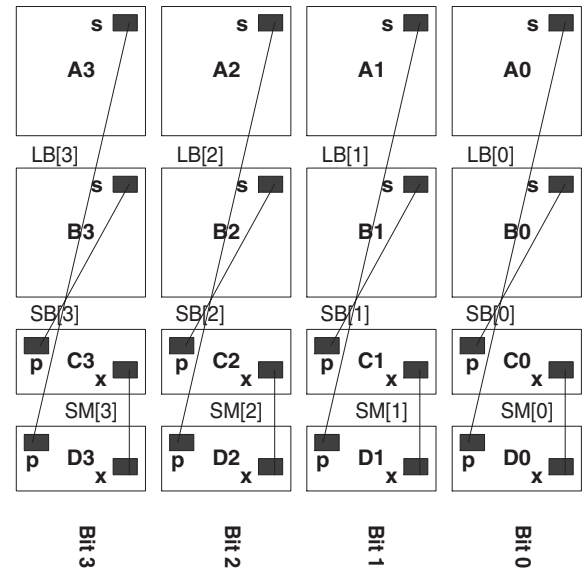 s s s s
A3 A2 A1 A0
LB[3] LB[2] LB[1] LB[0]
s s s s
B3 B2 B1 B0
SB[3] SB[2] SB[1] SB[0]
p C3 x p C2 x p C1 x p C0 x
SM[3] SM[2] SM[1] SM[0]
p D3 x p D2 x p D1 x p D0 x
Bit 3 Bit 2 Bit 1 Bit 0